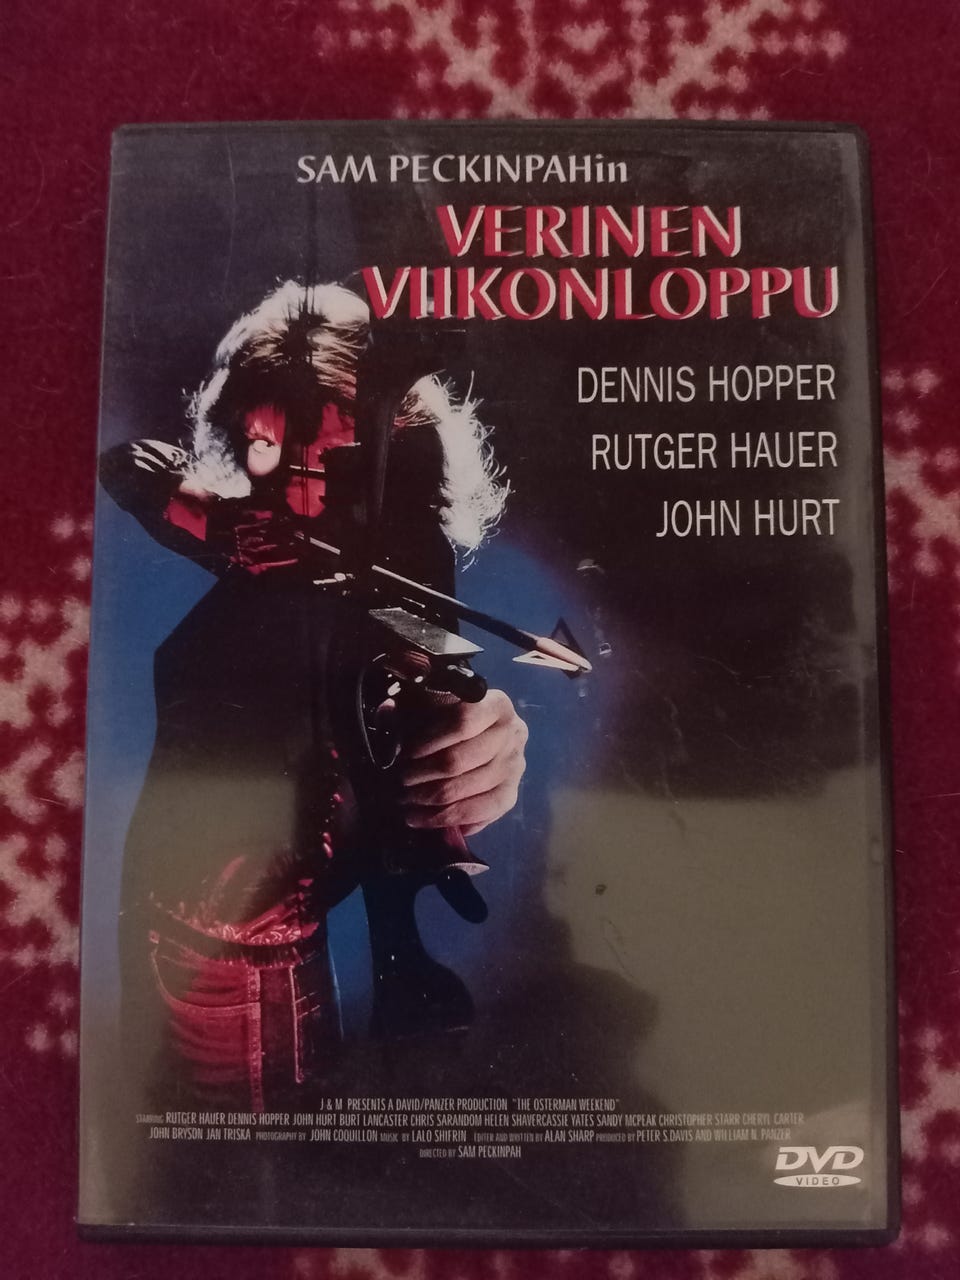 SAM PECKINPAHin
VERINEN
VIIKONLOPPU
DENNIS HOPPER
RUTGER HAUER
JOHN HURT
J & M PRESENTS A DAVID/PANZER PRODUCTION "THE OSTERMAN WEEKEND"
STARRING RUTGER HAUER DENNIS HOPPER JOHN HURT BURT LANCASTER CHRIS SARANDOM HELEN SHAVERCASSIE YATES SANDY MCPEAK CHRISTOPHER STARR CHERYL CARTER
JOHN BRYSON JAN TRISKA PHOTOGRAPHY BY JOHN COQUILLON MUSIK BY LALO SHIFRIN EDITED AND WRITTEN BY ALAN SHARP PRODUCED BY PETER S.DAVIS AND WILLIAM N. PANZER
DIRECTED BY SAM PECKINPAH
DVD
VIDEO